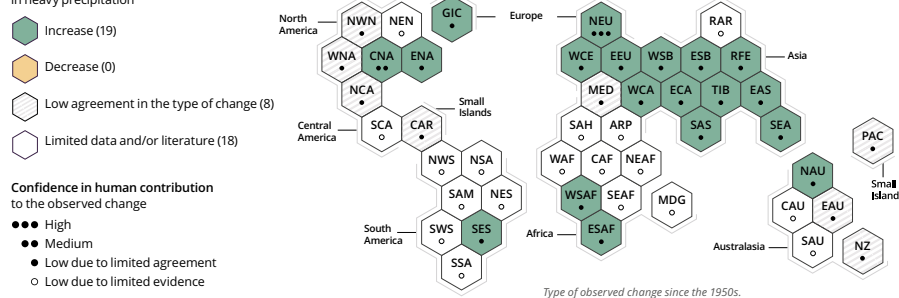 in heavy precipitation
Increase (19)
Decrease (0)
Low agreement in the type of change (8)
Limited data and/or literature (18)
Confidence in human contribution
to the observed change
●●● High
●● Medium
● Low due to limited agreement
○ Low due to limited evidence
North
America
NWN
NEN
GIC
Europe
NEU
RAR
WNA
CNA
ENA
WCE
EEU
WSB
ESB
RFE
Asia
NCA
MED
WCA
ECA
TIB
EAS
Small
Islands
Central
America
SCA
CAR
SAH
ARP
SAS
SEA
PAC
Small
Island
NWS
NSA
WAF
CAF
NEAF
NAU
SAM
NES
WSAF
SEAF
MDG
CAU
EAU
South
America
SWS
SES
Africa
ESAF
Australasia
SAU
NZ
SSA
Type of observed change since the 1950s.